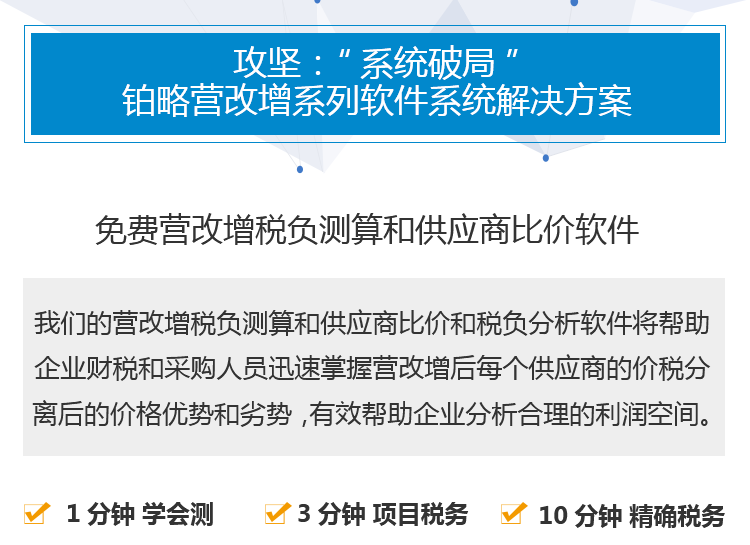 攻坚：“系统破局”
铂略营改增系列软件系统解决方案
免费营改增税负测算和供应商比价软件
我们的营改增税负测算和供应商比价和税负分析软件将帮助
企业财税和采购人员迅速掌握营改增后每个供应商的价税分
离后的价格优势和劣势,有效帮助企业分析合理的利润空间。
1分钟 学会测 3分钟 项目税务 10分钟 精确税务